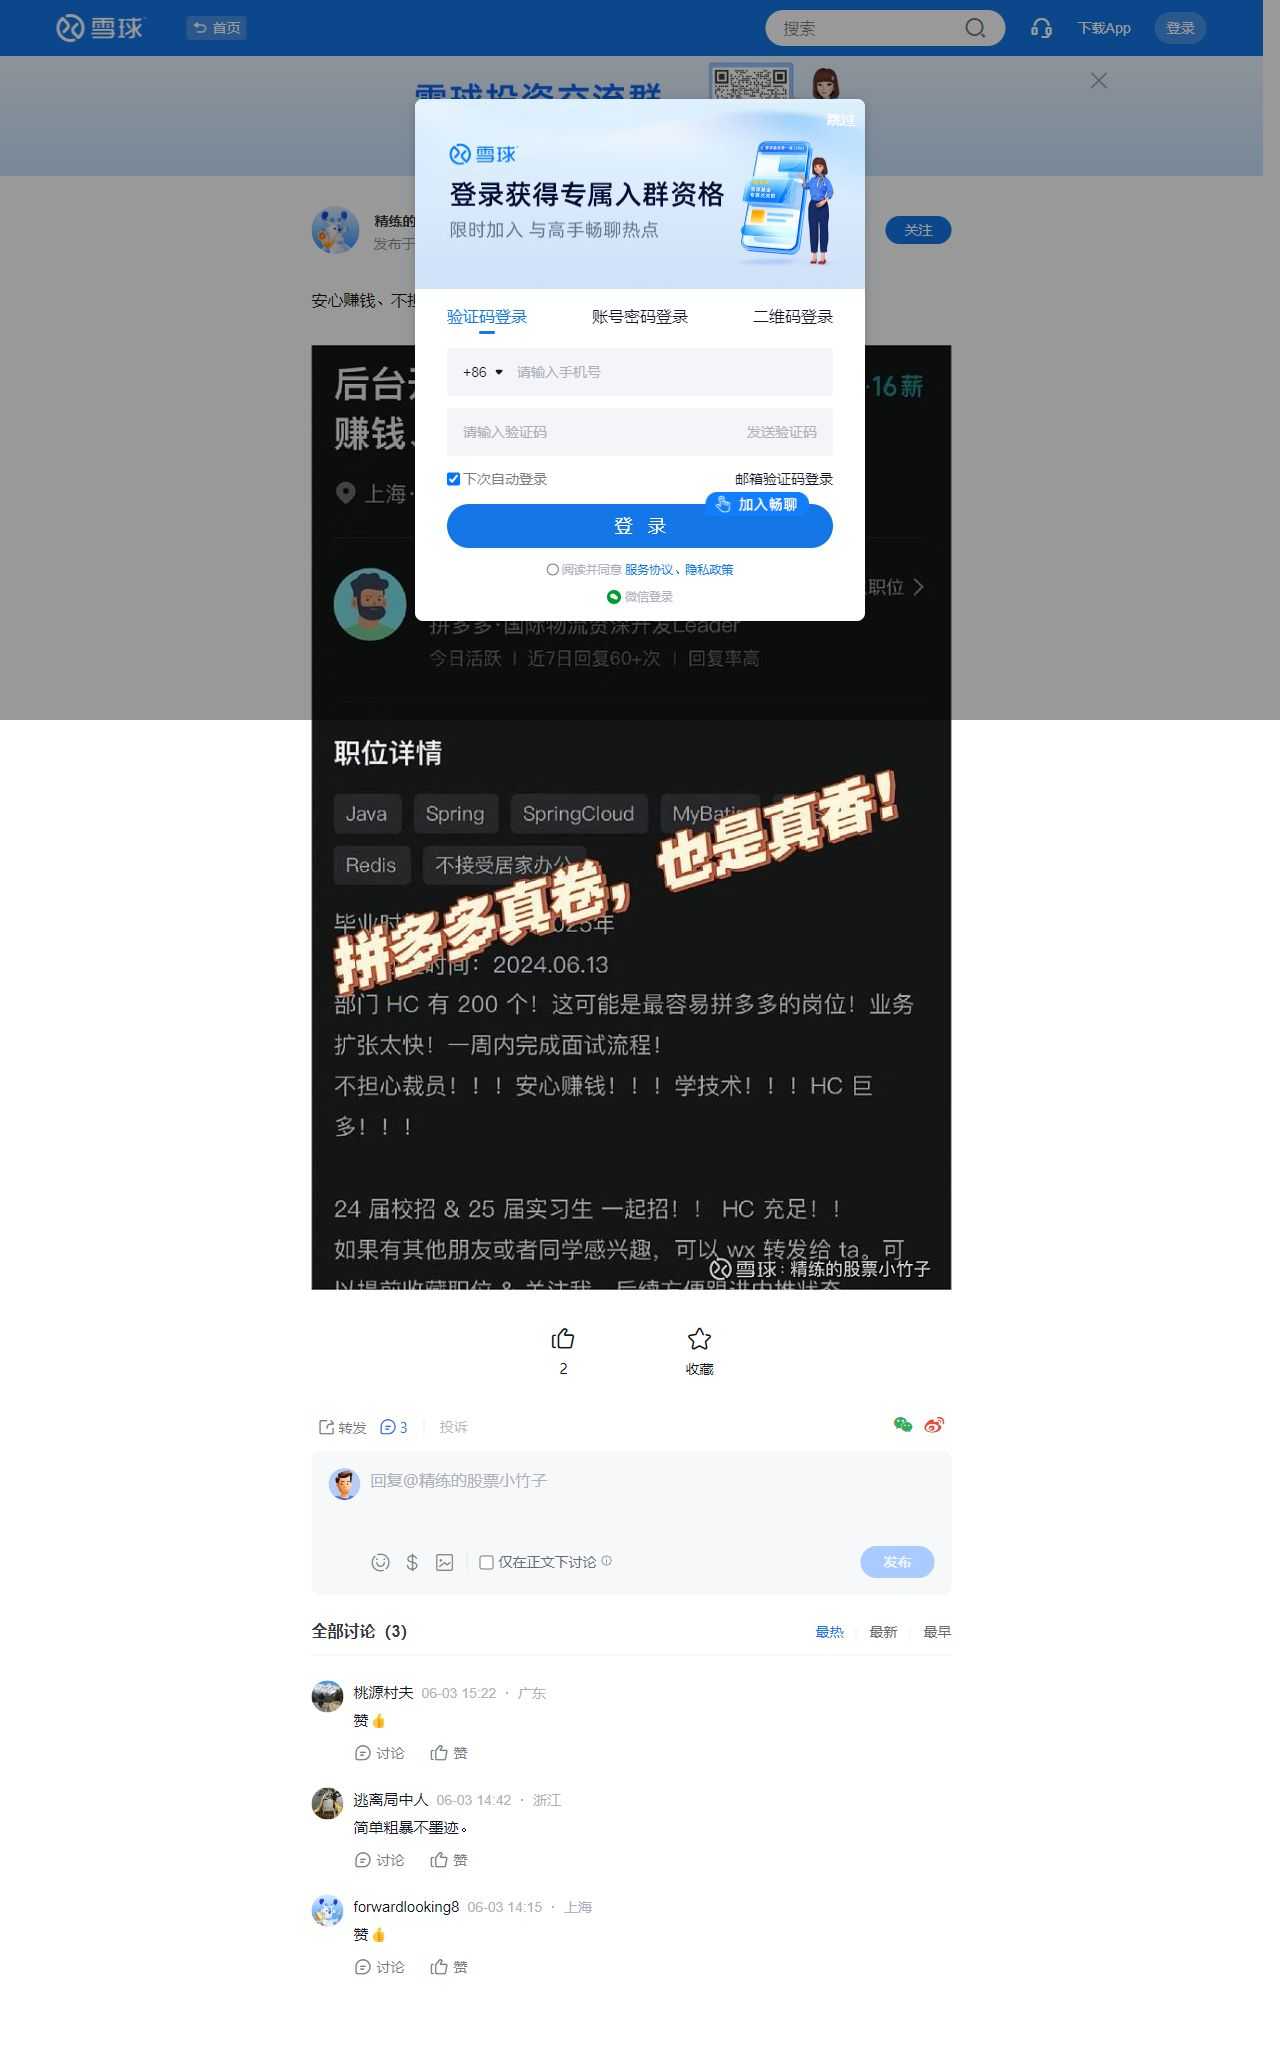 雪球
首页
搜索
下载App
登录
雪球投资交流群
跳过
雪球
登录获得专属入群资格
限时加入 与高手畅聊热点
精练的
发布于
关注
安心赚钱、不担
验证码登录
账号密码登录
二维码登录
+86
请输入手机号
请输入验证码
发送验证码
下次自动登录
邮箱验证码登录
加入畅聊
登 录
阅读并同意 服务协议、隐私政策
微信登录
后台
·16薪
赚钱、
上海·
职位
拼多多·国际物流资深开发Leader
今日活跃 | 近7日回复60+次 | 回复率高
职位详情
Java
Spring
SpringCloud
Redis
不接受居家办公
拼多多真卷，也是真香！
毕业时
2025年
时间：2024.06.13
部门 HC 有 200 个！这可能是最容易拼多多的岗位！业务
扩张太快！一周内完成面试流程！
不担心裁员！！！安心赚钱！！！学技术！！！HC 巨
多！！！
24 届校招 & 25 届实习生 一起招！！ HC 充足！！
如果有其他朋友或者同学感兴趣，可以 wx 转发给 ta。可
以提前收藏职位 & 关注我，后续方便跟进内推状态
雪球：精练的股票小竹子
2
收藏
转发
3
投诉
回复@精练的股票小竹子
仅在正文下讨论
发布
全部讨论（3）
最热
最新
最早
桃源村夫 06-03 15:22 · 广东
赞👍
讨论
赞
逃离局中人 06-03 14:42 · 浙江
简单粗暴不墨迹。
讨论
赞
forwardlooking8 06-03 14:15 · 上海
赞👍
讨论
赞